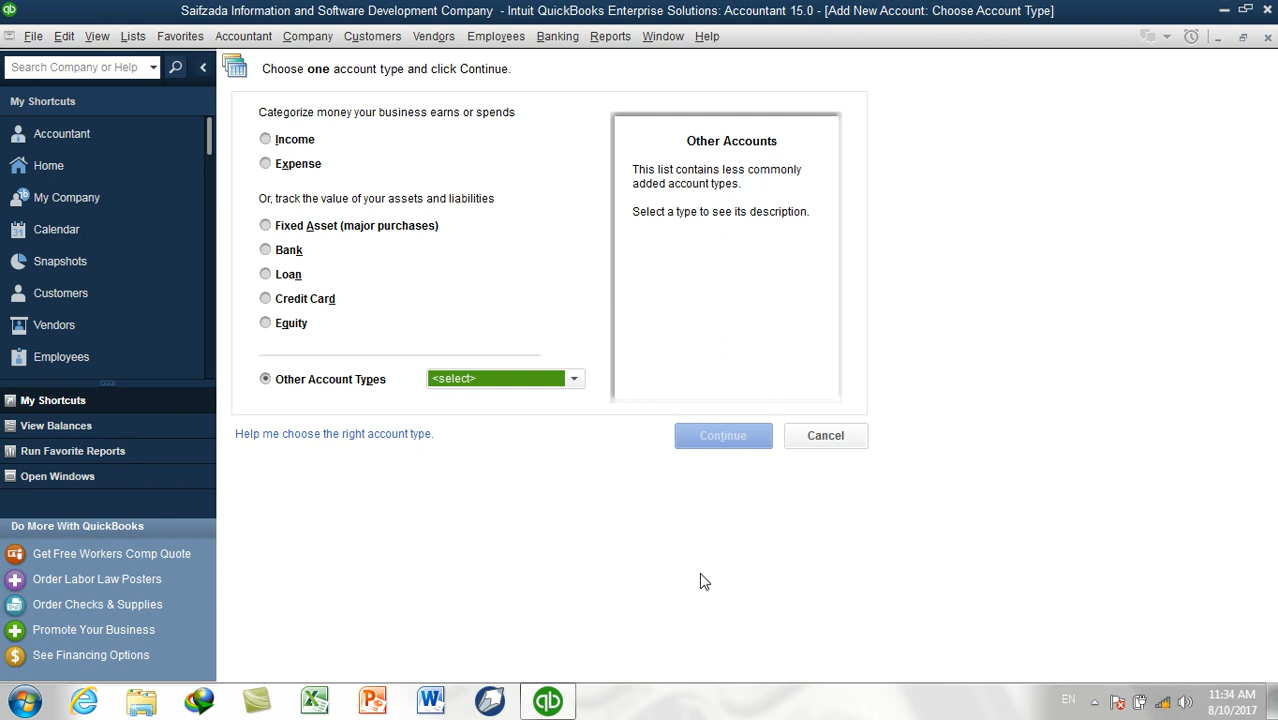 Saifzada Information and Software Development Company - Intuit QuickBooks Enterprise Solutions: Accountant 15.0 - [Add New Account: Choose Account Type]
File Edit View Lists Favorites Accountant Company Customers Vendors Employees Banking Reports Window Help
Search Company or Help
My Shortcuts
Accountant
Home
My Company
Calendar
Snapshots
Customers
Vendors
Employees
My Shortcuts
View Balances
Run Favorite Reports
Open Windows
Do More With QuickBooks
Get Free Workers Comp Quote
Order Labor Law Posters
Order Checks & Supplies
Promote Your Business
See Financing Options
Choose one account type and click Continue.
Categorize money your business earns or spends
Income
Expense
Or, track the value of your assets and liabilities
Fixed Asset (major purchases)
Bank
Loan
Credit Card
Equity
Other Account Types <select>
Other Accounts
This list contains less commonly
added account types.
Select a type to see its description.
Help me choose the right account type.
Continue Cancel
EN
11:34 AM
8/10/2017